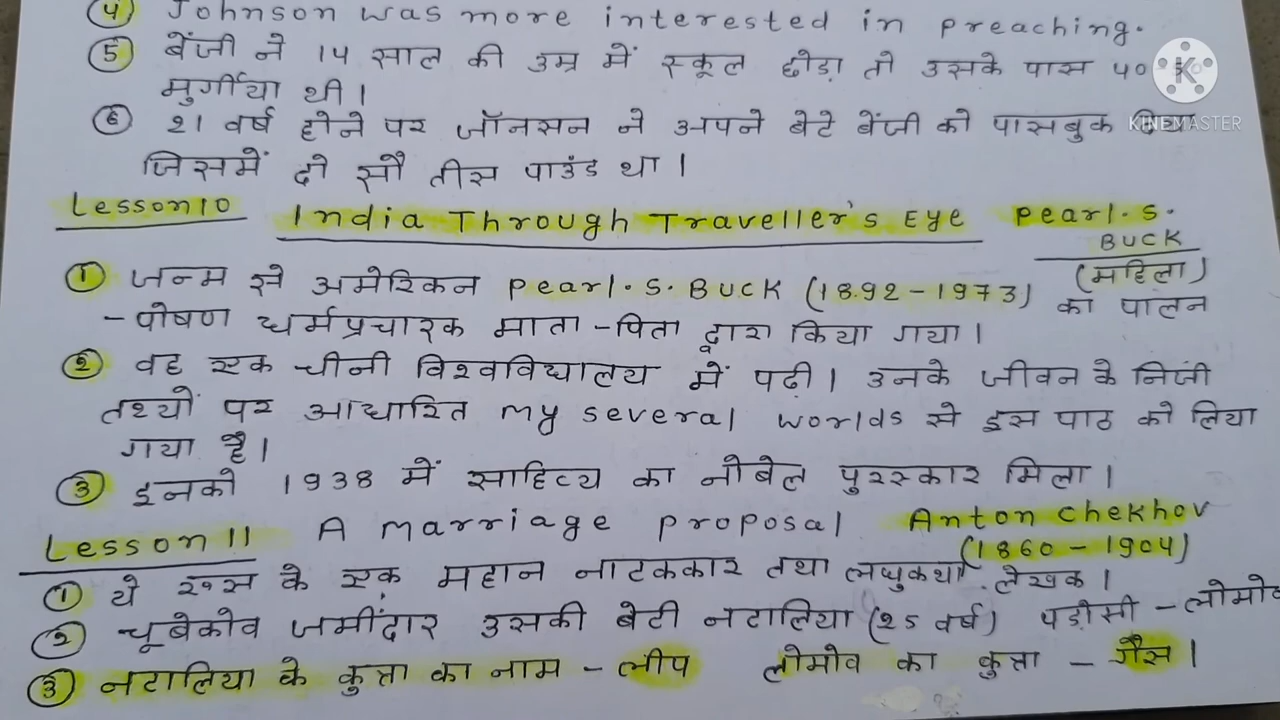 ④ Johnson was more interested in preaching.
⑤ बेंजी ने 14 साल की उम्र में स्कूल छोड़ा तो उसके पास 40
मुर्गीया थी।
KINEMASTER
⑥ 21 वर्ष होने पर जॉनसन ने अपने बेटे बेंजी को पासबुक
जिसमें दो सौ तीस पाउंड था।
Lesson 10 India Through Traveller's Eye Pearl. S.
BUCK
(महिला)
① जन्म से अमेरिकन Pearl. S. BUCK (1892-1973) का पालन
-पोषण धर्मप्रचारक माता-पिता द्वारा किया गया।
② वह एक चीनी विश्वविद्यालय में पढ़ी। उनके जीवन के निजी
तथ्यों पर आधारित my several worlds से इस पाठ को लिया
गया है।
③ इनको 1938 में साहित्य का नोबेल पुरस्कार मिला।
Lesson 11 A marriage proposal Anton Chekhov
(1860-1904)
① ये रूस के एक महान नाटककार तथा लघुकथा लेखक।
② चूबेकोव जमींदार उसकी बेटी नटालिया (25 वर्ष) पड़ोसी - लोमोव
③ नटालिया के कुत्ता का नाम - लीप लोमोव का कुत्ता - गैस।